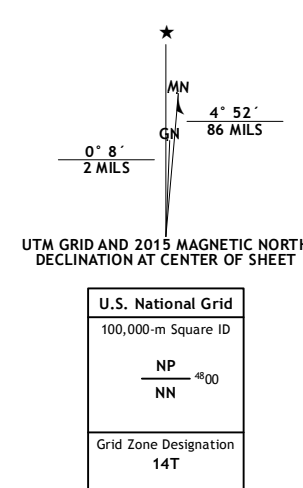 MN
GN
4° 52´
86 MILS
0° 8´
2 MILS
UTM GRID AND 2015 MAGNETIC NORTH
DECLINATION AT CENTER OF SHEET
U.S. National Grid
100,000-m Square ID
NP
4800
NN
Grid Zone Designation
14T